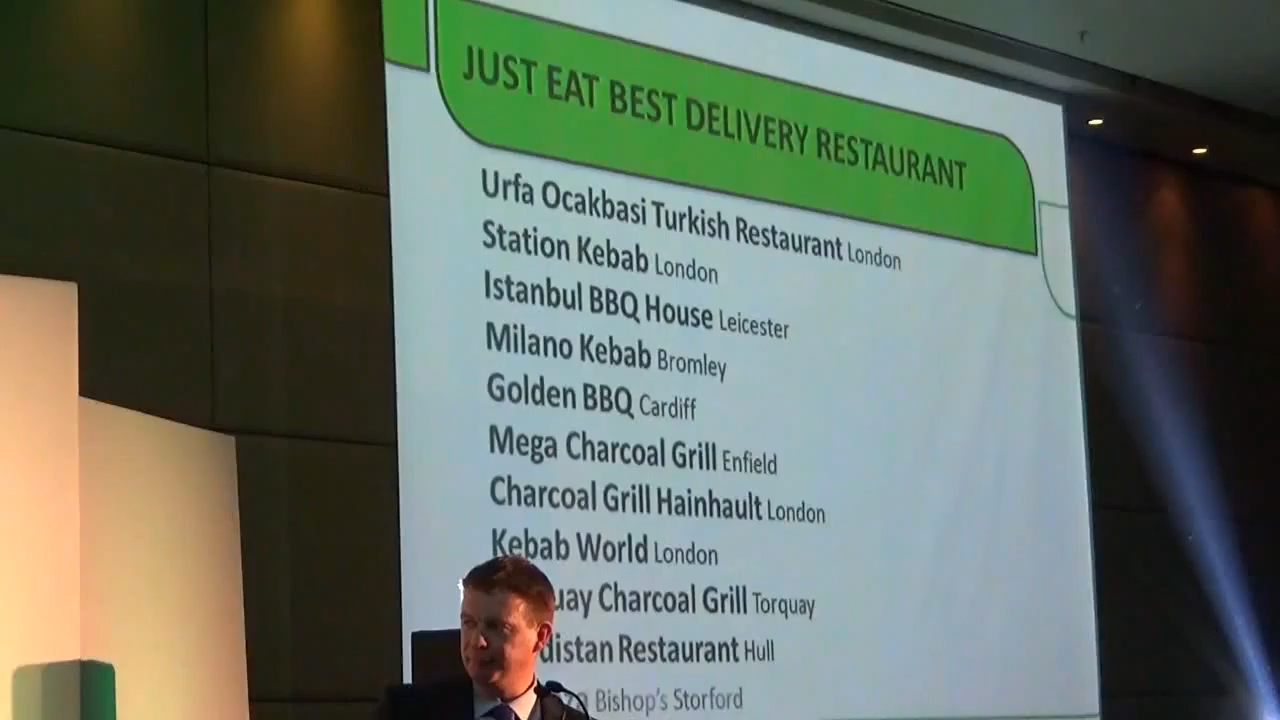 JUST EAT BEST DELIVERY RESTAURANT
Urfa Ocakbasi Turkish Restaurant London
Station Kebab London
Istanbul BBQ House Leicester
Milano Kebab Bromley
Golden BBQ Cardiff
Mega Charcoal Grill Enfield
Charcoal Grill Hainhault London
Kebab World London
Charcoal Grill Torquay
Restaurant Hull
Bishop's Storford